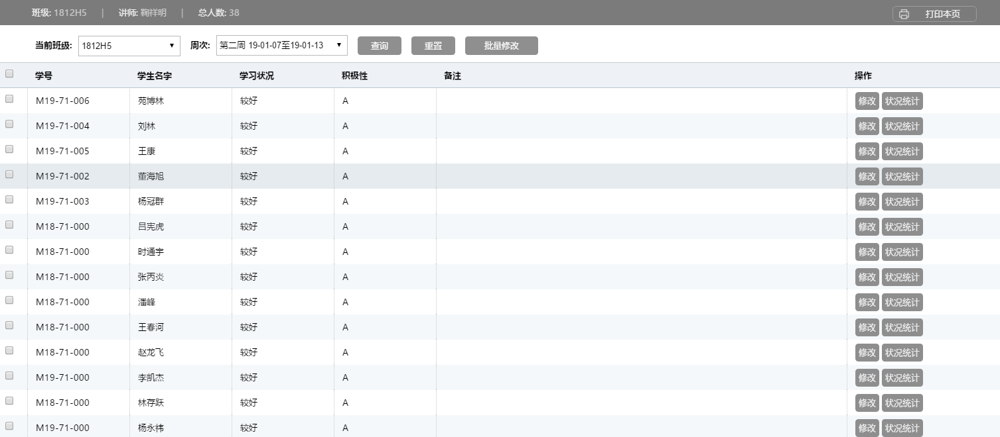 班级: 1812H5 | 讲师: 鞠祥明 | 总人数: 38 打印本页
当前班级: 1812H5 周次: 第二周 19-01-07至19-01-13 查询 重置 批量修改
学号 学生名字 学习状况 积极性 备注 操作
M19-71-006 苑博林 较好 A 修改 状况统计
M19-71-004 刘林 较好 A 修改 状况统计
M19-71-005 王康 较好 A 修改 状况统计
M19-71-002 董海旭 较好 A 修改 状况统计
M19-71-003 杨冠群 较好 A 修改 状况统计
M18-71-000 吕宪虎 较好 A 修改 状况统计
M18-71-000 时通宇 较好 A 修改 状况统计
M18-71-000 张丙炎 较好 A 修改 状况统计
M18-71-000 潘峰 较好 A 修改 状况统计
M18-71-000 王春河 较好 A 修改 状况统计
M18-71-000 赵龙飞 较好 A 修改 状况统计
M19-71-000 李凯杰 较好 A 修改 状况统计
M18-71-000 林存跃 较好 A 修改 状况统计
M19-71-000 杨永祎 较好 A 修改 状况统计